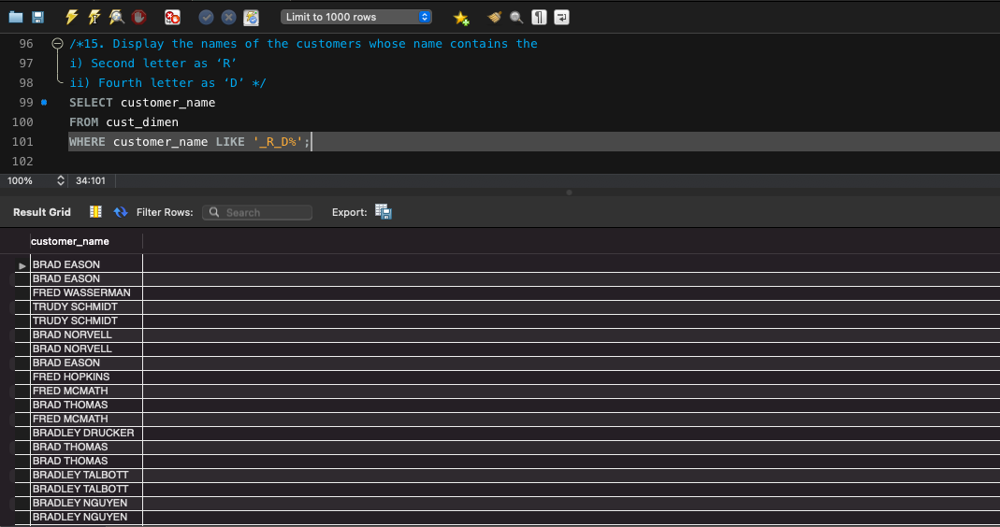 Limit to 1000 rows
96 /*15. Display the names of the customers whose name contains the
97 i) Second letter as ‘R’
98 ii) Fourth letter as ‘D’ */
99 SELECT customer_name
100 FROM cust_dimen
101 WHERE customer_name LIKE '_R_D%';
102
100% 34:101
Result Grid Filter Rows: Search Export:
customer_name
BRAD EASON
BRAD EASON
FRED WASSERMAN
TRUDY SCHMIDT
TRUDY SCHMIDT
BRAD NORVELL
BRAD NORVELL
BRAD EASON
FRED HOPKINS
FRED MCMATH
BRAD THOMAS
FRED MCMATH
BRADLEY DRUCKER
BRAD THOMAS
BRAD THOMAS
BRADLEY TALBOTT
BRADLEY TALBOTT
BRADLEY NGUYEN
BRADLEY NGUYEN